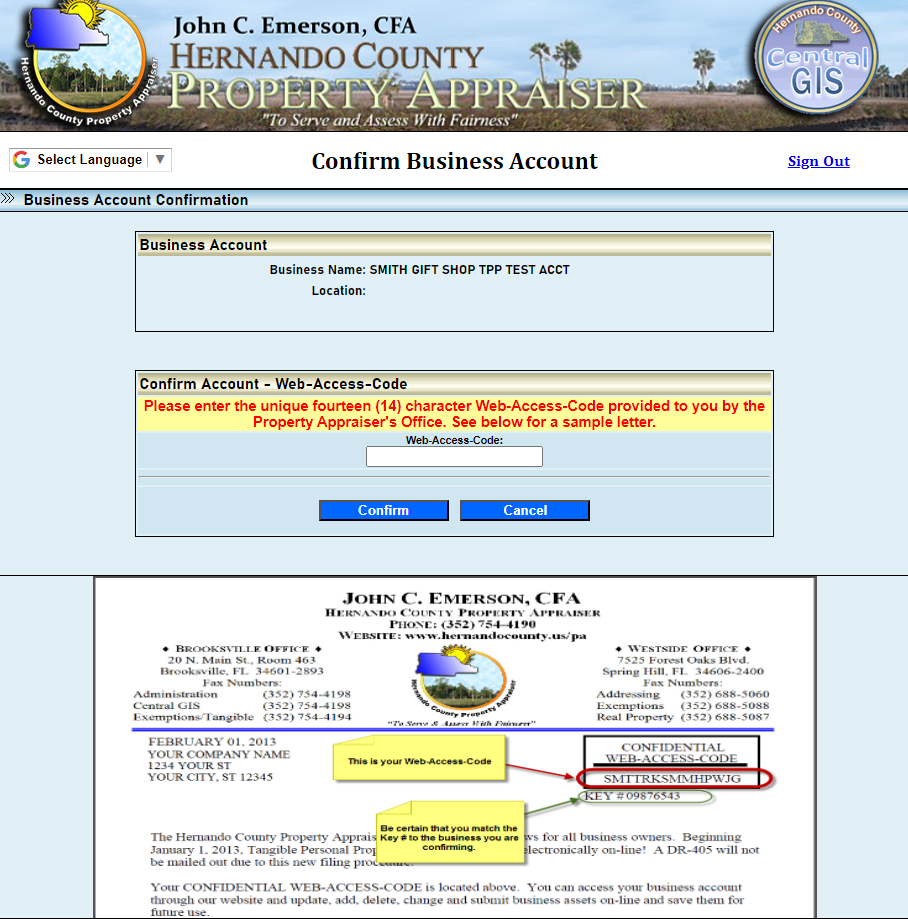 John C. Emerson, CFA
HERNANDO COUNTY
PROPERTY APPRAISER
"To Serve and Assess With Fairness"
Hernando County Property Appraiser
Hernando County
Central
GIS
Select Language ▼
Confirm Business Account
Sign Out
Business Account Confirmation
Business Account
Business Name: SMITH GIFT SHOP TPP TEST ACCT
Location:
Confirm Account - Web-Access-Code
Please enter the unique fourteen (14) character Web-Access-Code provided to you by the
Property Appraiser's Office. See below for a sample letter.
Web-Access-Code:
Confirm
Cancel
JOHN C. EMERSON, CFA
HERNANDO COUNTY PROPERTY APPRAISER
PHONE: (352) 754-4190
WEBSITE: www.hernandocounty.us/pa
♦ BROOKSVILLE OFFICE ♦
20 N. Main St., Room 463
Brooksville, FL 34601-2893
Fax Numbers:
Administration (352) 754-4198
Central GIS (352) 754-4198
Exemptions/Tangible (352) 754-4194
Hernando County Property Appraiser
"To Serve & Assess With Fairness"
♦ WESTSIDE OFFICE ♦
7525 Forest Oaks Blvd.
Spring Hill, FL 34606-2400
Fax Numbers:
Addressing (352) 688-5060
Exemptions (352) 688-5088
Real Property (352) 688-5087
FEBRUARY 01, 2013
YOUR COMPANY NAME
1234 YOUR ST
YOUR CITY, ST 12345
This is your Web-Access-Code
CONFIDENTIAL
WEB-ACCESS-CODE
SMTTRKSMMHPWJG
KEY # 09876543
Be certain that you match the
Key # to the business you are
confirming.
The Hernando County Property Apprais ws for all business owners. Beginning
January 1, 2013, Tangible Personal Prop electronically on-line! A DR-405 will not
be mailed out due to this new filing procedure.
Your CONFIDENTIAL WEB-ACCESS-CODE is located above. You can access your business account
through our website and update, add, delete, change and submit business assets on-line and save them for
future use.